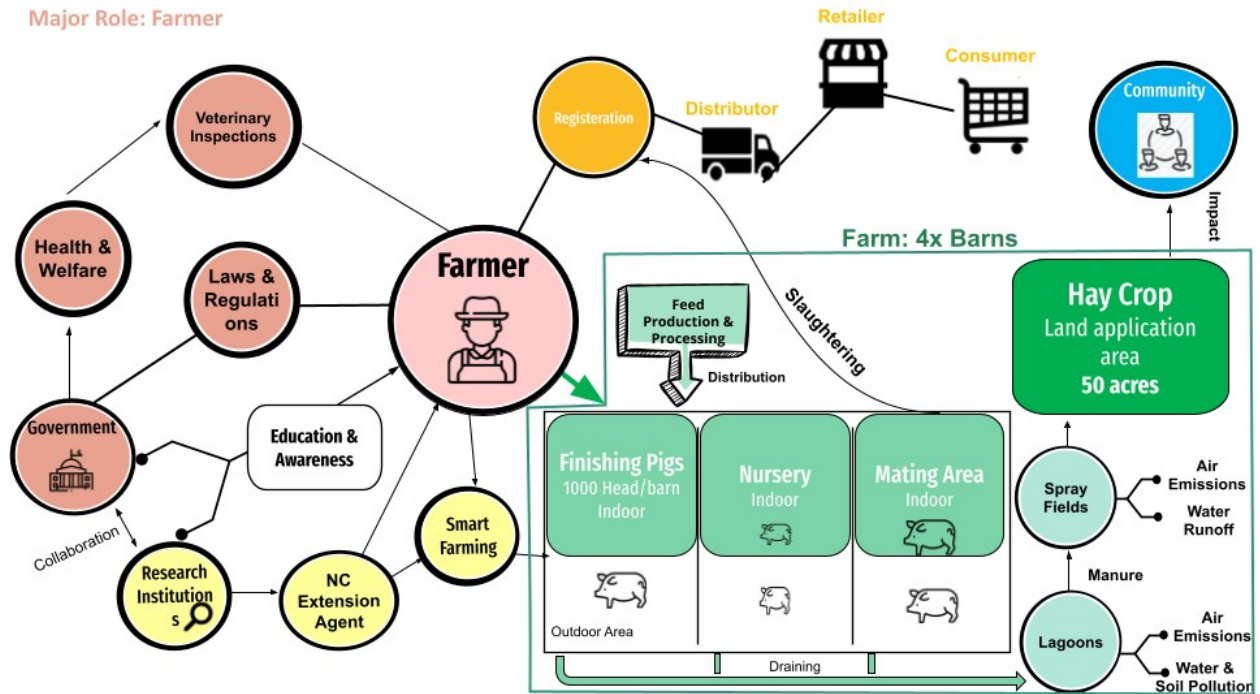 Major Role: Farmer
Retailer
Consumer
Distributor
Veterinary
Inspections
Registeration
Community
Impact
Health &
Welfare
Laws &
Regulati
ons
Farmer
Farm: 4x Barns
Feed
Production &
Processing
Distribution
Slaughtering
Hay Crop
Land application
area
50 acres
Government
Education &
Awareness
Collaboration
Research
Institution
s
NC
Extension
Agent
Smart
Farming
Finishing Pigs
1000 Head/barn
Indoor
Nursery
Indoor
Mating Area
Indoor
Outdoor Area
Draining
Spray
Fields
Air
Emissions
Water
Runoff
Manure
Lagoons
Air
Emissions
Water &
Soil Pollution